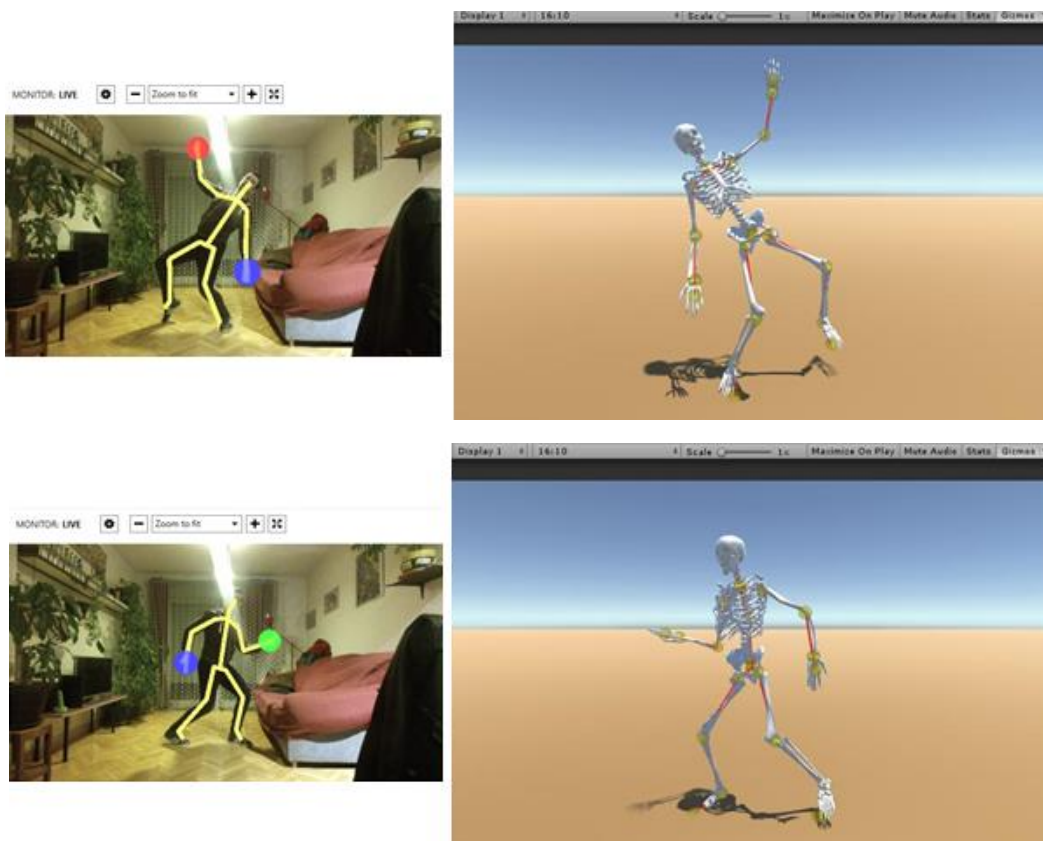 Display 1 16:10 Scale 1x Maximize On Play Mute Audio Stats Gizmos
MONITOR: LIVE Zoom to fit
Display 1 16:10 Scale 1x Maximize On Play Mute Audio Stats Gizmos
MONITOR: LIVE Zoom to fit